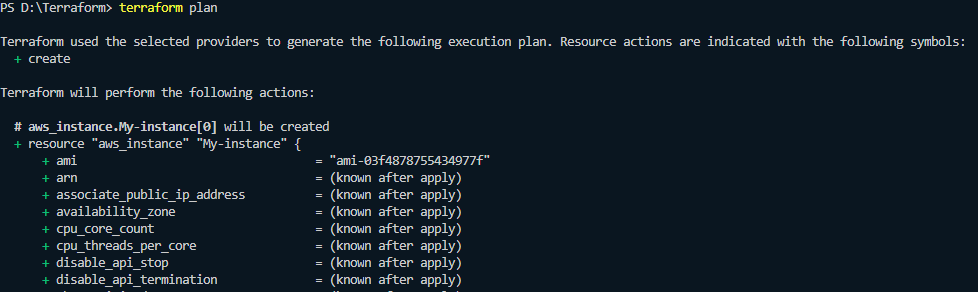 PS D:\Terraform> terraform plan
Terraform used the selected providers to generate the following execution plan. Resource actions are indicated with the following symbols:
+ create
Terraform will perform the following actions:
# aws_instance.My-instance[0] will be created
+ resource "aws_instance" "My-instance" {
+ ami = "ami-03f4878755434977f"
+ arn = (known after apply)
+ associate_public_ip_address = (known after apply)
+ availability_zone = (known after apply)
+ cpu_core_count = (known after apply)
+ cpu_threads_per_core = (known after apply)
+ disable_api_stop = (known after apply)
+ disable_api_termination = (known after apply)